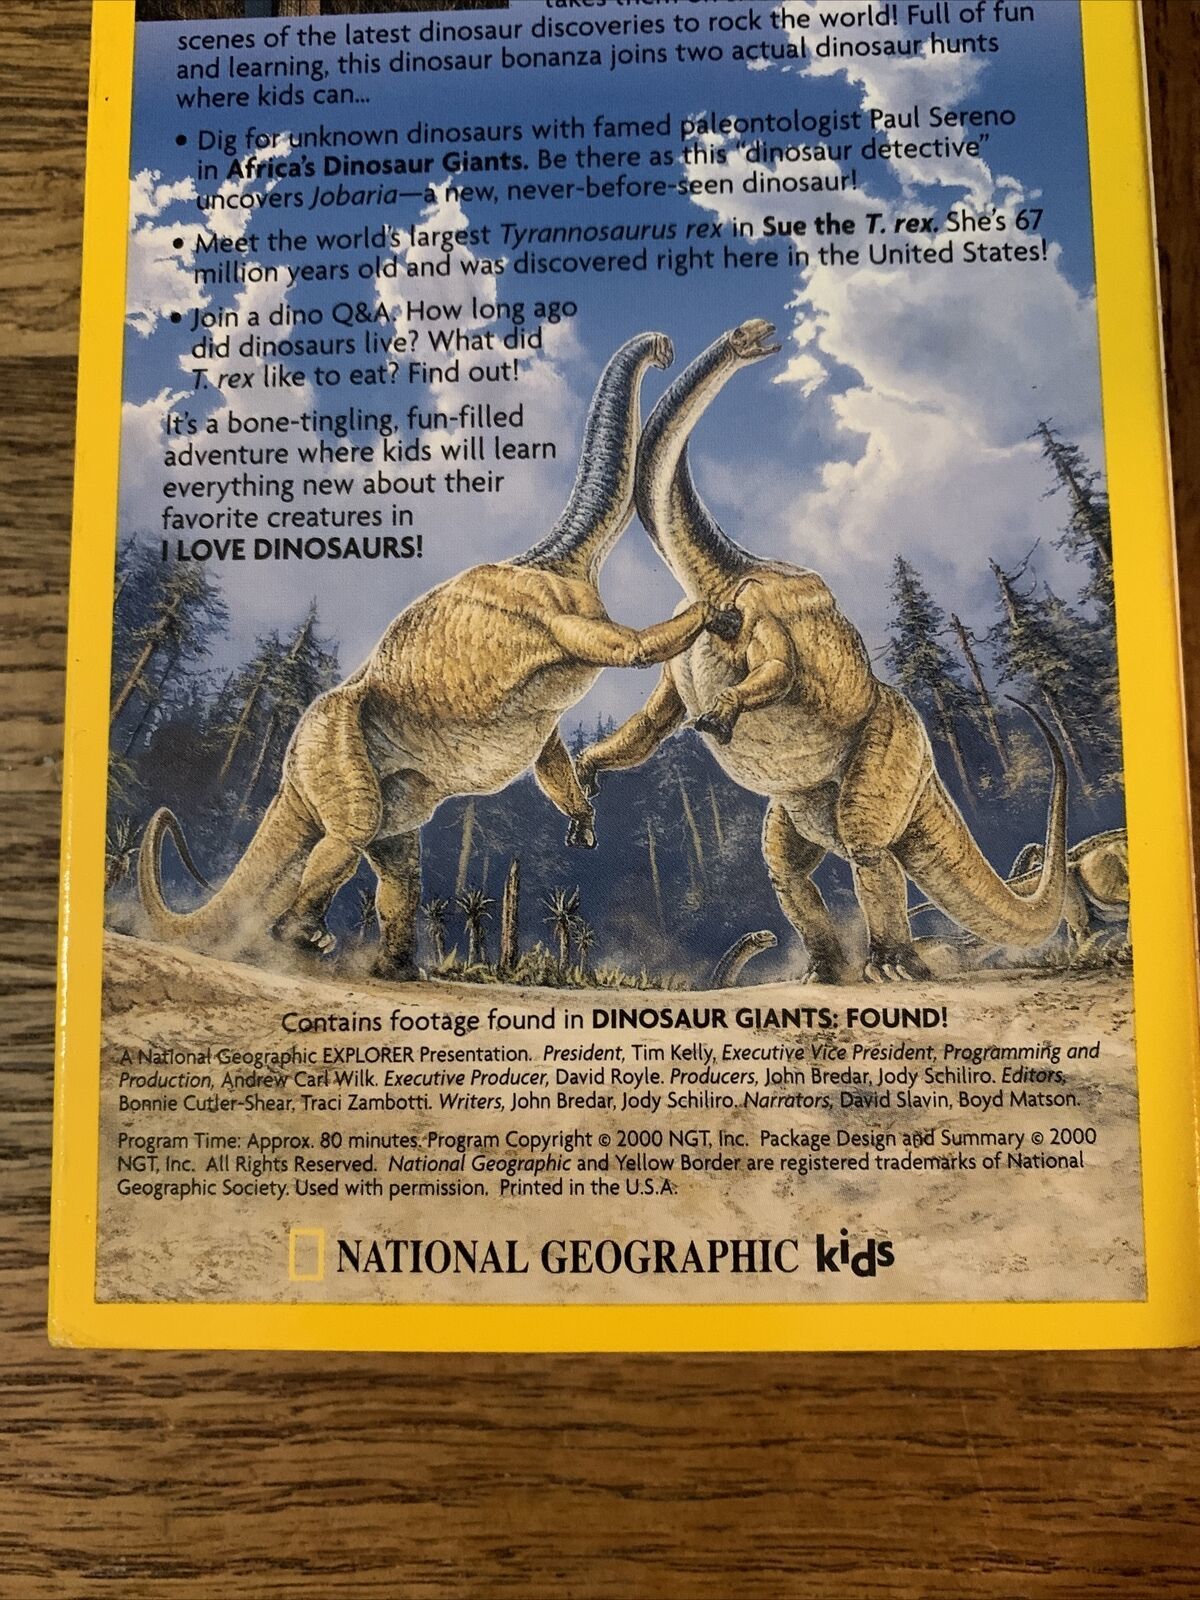 takes them on
scenes of the latest dinosaur discoveries to rock the world! Full of fun
and learning, this dinosaur bonanza joins two actual dinosaur hunts
where kids can...
• Dig for unknown dinosaurs with famed paleontologist Paul Sereno
in Africa's Dinosaur Giants. Be there as this "dinosaur detective"
uncovers Jobaria—a new, never-before-seen dinosaur!
• Meet the world's largest Tyrannosaurus rex in Sue the T. rex. She's 67
million years old and was discovered right here in the United States!
• Join a dino Q&A. How long ago
did dinosaurs live? What did
T. rex like to eat? Find out!
It's a bone-tingling, fun-filled
adventure where kids will learn
everything new about their
favorite creatures in
I LOVE DINOSAURS!
Contains footage found in DINOSAUR GIANTS: FOUND!
A National Geographic EXPLORER Presentation. President, Tim Kelly, Executive Vice President, Programming and
Production, Andrew Carl Wilk. Executive Producer, David Royle. Producers, John Bredar, Jody Schiliro. Editors,
Bonnie Cutler-Shear, Traci Zambotti. Writers, John Bredar, Jody Schiliro. Narrators, David Slavin, Boyd Matson.
Program Time: Approx. 80 minutes. Program Copyright © 2000 NGT, Inc. Package Design and Summary © 2000
NGT, Inc. All Rights Reserved. National Geographic and Yellow Border are registered trademarks of National
Geographic Society. Used with permission. Printed in the U.S.A.
NATIONAL GEOGRAPHIC kids